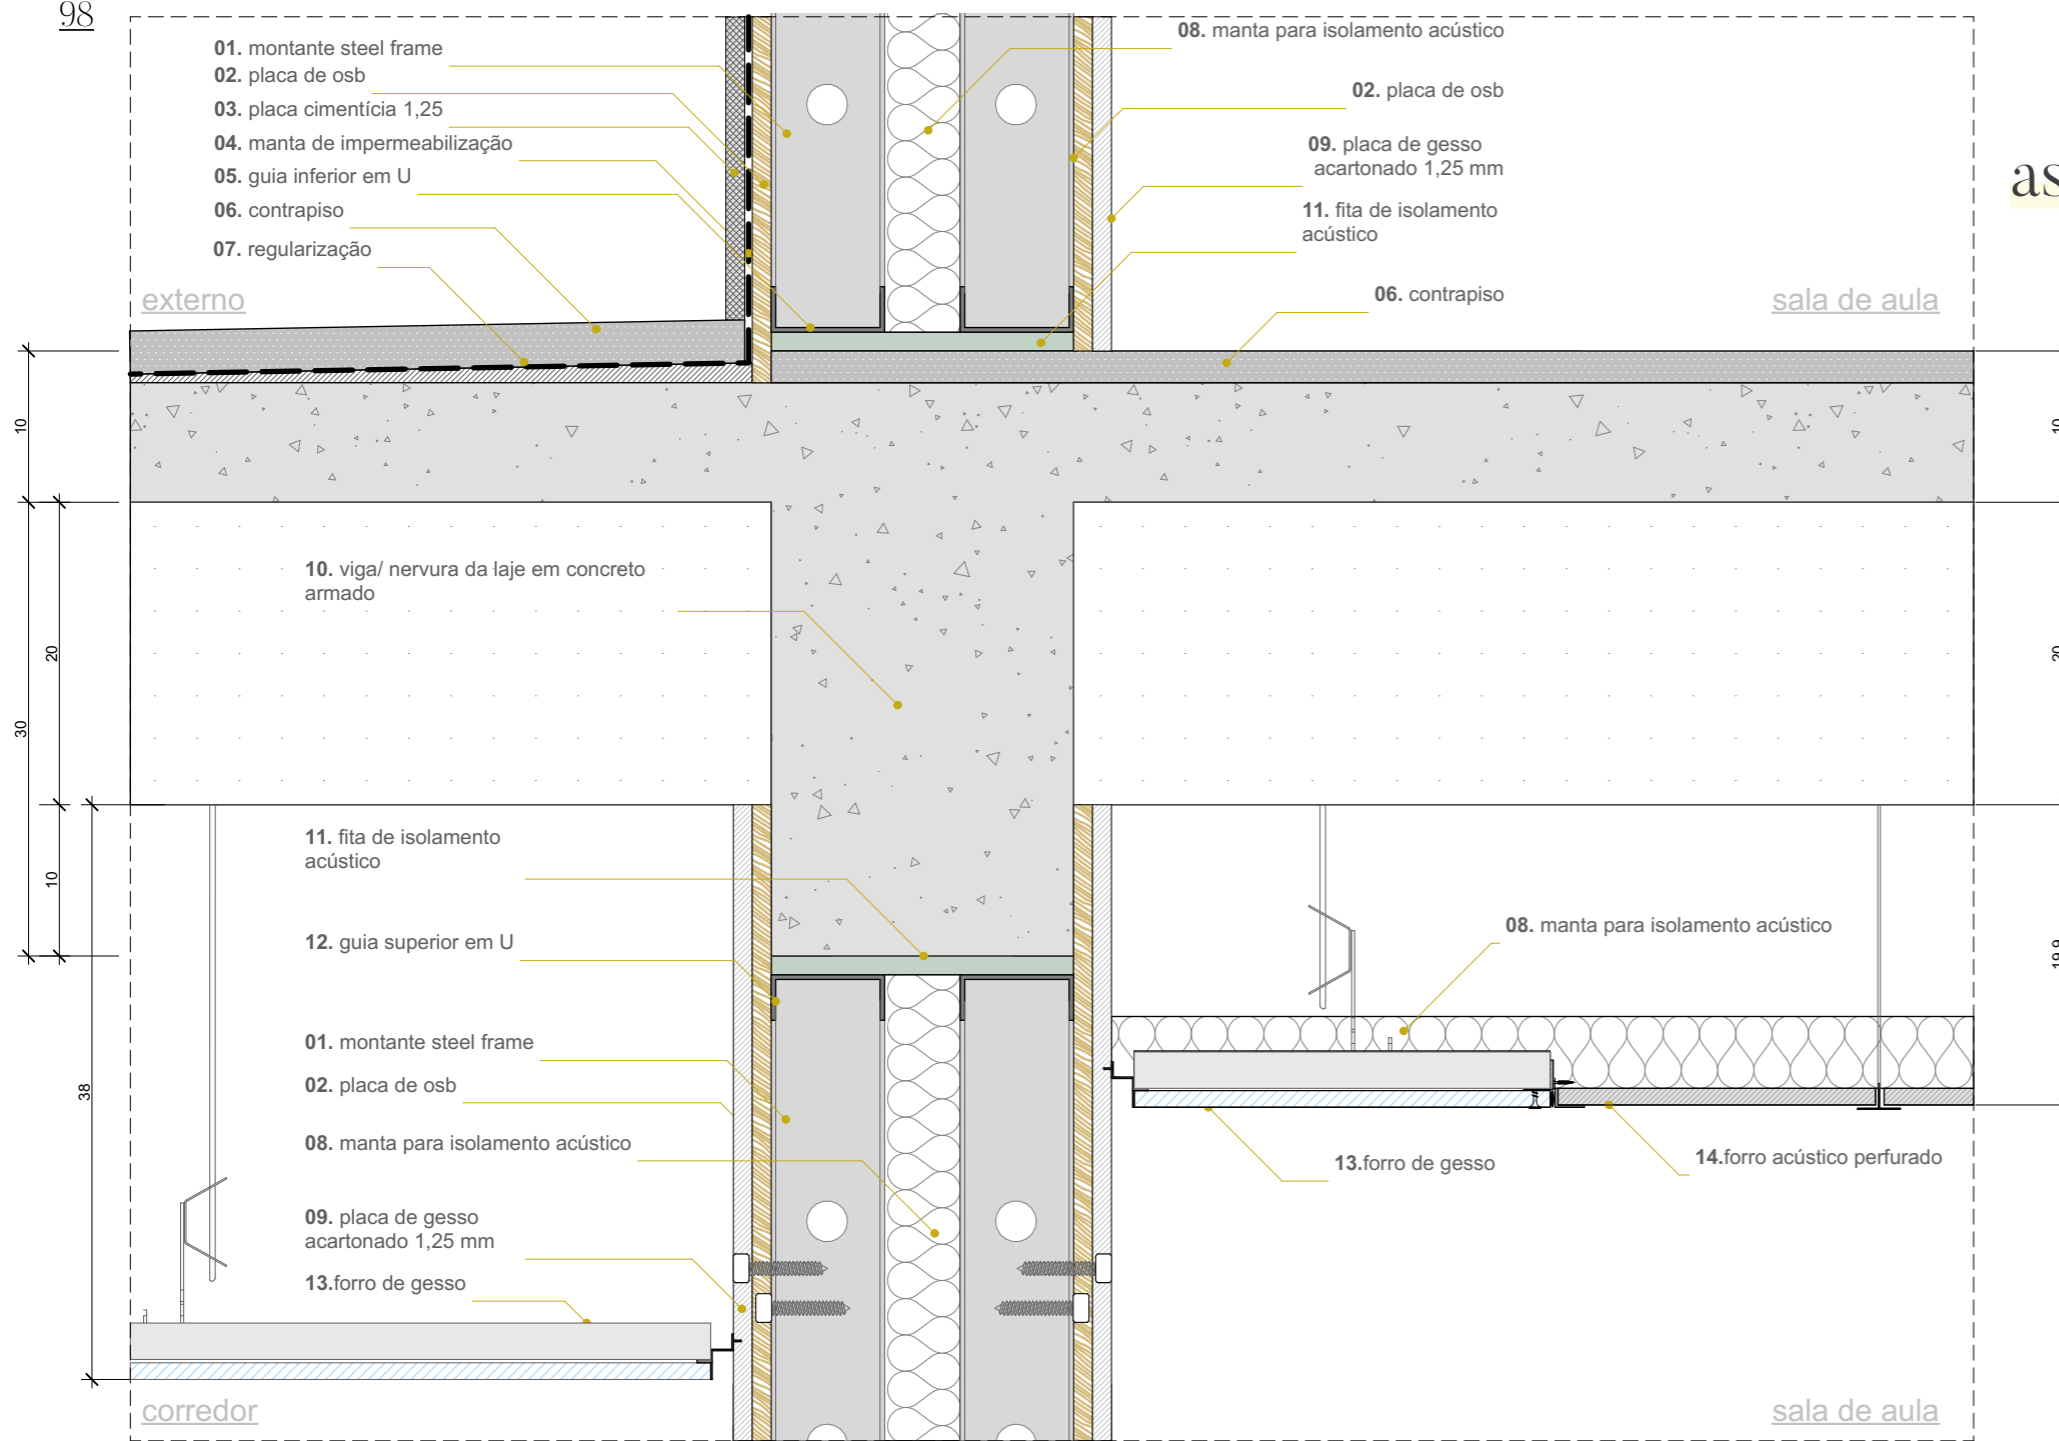 98
01. montante steel frame
02. placa de osb
03. placa cimentícia 1,25
04. manta de impermeabilização
05. guia inferior em U
06. contrapiso
07. regularização
externo
08. manta para isolamento acústico
02. placa de osb
09. placa de gesso
acartonado 1,25 mm
11. fita de isolamento
acústico
06. contrapiso
sala de aula
as
10
20
30
10
38
10. viga/ nervura da laje em concreto
armado
11. fita de isolamento
acústico
12. guia superior em U
01. montante steel frame
02. placa de osb
08. manta para isolamento acústico
09. placa de gesso
acartonado 1,25 mm
13.forro de gesso
corredor
08. manta para isolamento acústico
13.forro de gesso
14.forro acústico perfurado
sala de aula
10
20
19,9